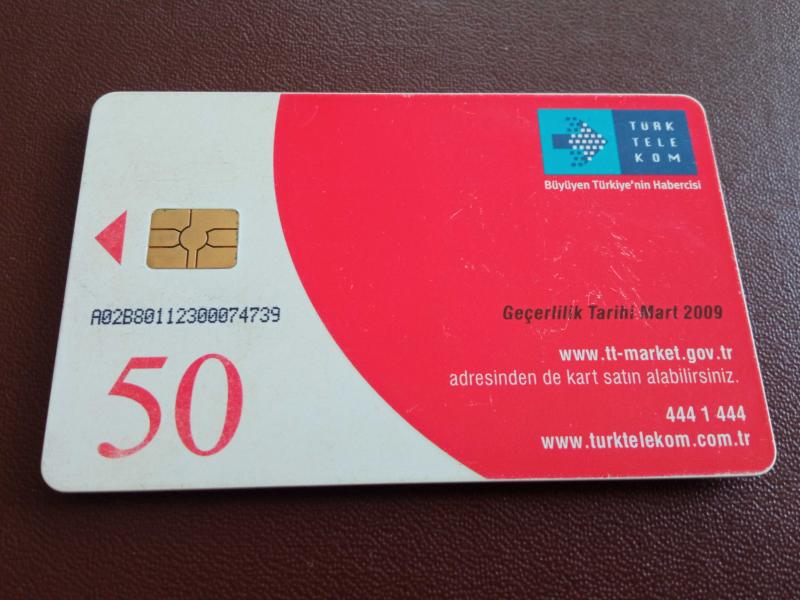 TÜRK
TELE
KOM
Büyüyen Türkiye'nin Habercisi
A02B80112300074739
50
Geçerlilik Tarihi Mart 2009
www.tt-market.gov.tr
adresinden de kart satın alabilirsiniz.
444 1 444
www.turktelekom.com.tr